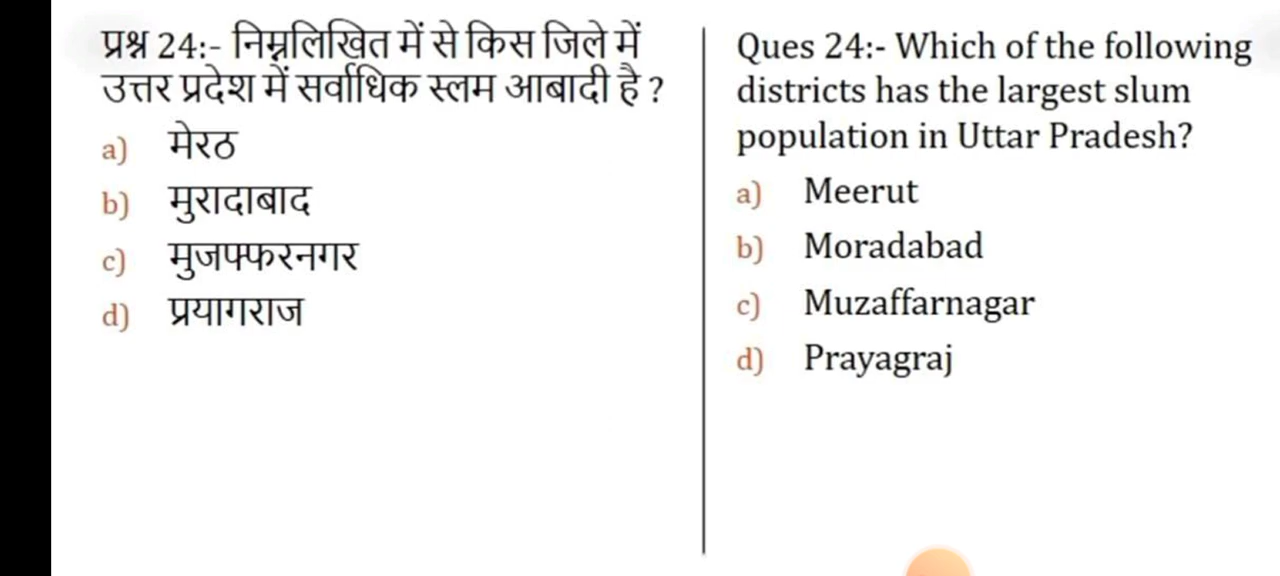 प्रश्न 24:- निम्नलिखित में से किस जिले में
उत्तर प्रदेश में सर्वाधिक स्लम आबादी है ?
a) मेरठ
b) मुरादाबाद
c) मुजफ्फरनगर
d) प्रयागराज
Ques 24:- Which of the following
districts has the largest slum
population in Uttar Pradesh?
a) Meerut
b) Moradabad
c) Muzaffarnagar
d) Prayagraj